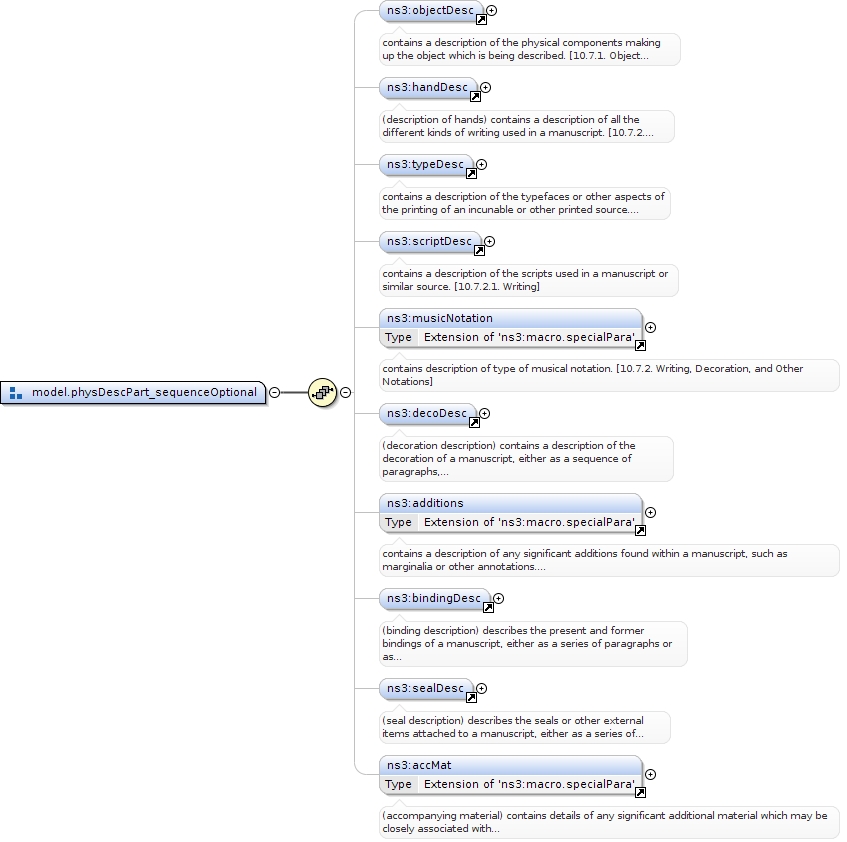 ns3:objectDesc
contains a description of the physical components making
up the object which is being described. [10.7.1. Object...
ns3:handDesc
(description of hands) contains a description of all the
different kinds of writing used in a manuscript. [10.7.2....
ns3:typeDesc
contains a description of the typefaces or other aspects of
the printing of an incunable or other printed source....
ns3:scriptDesc
contains a description of the scripts used in a manuscript or
similar source. [10.7.2.1. Writing]
ns3:musicNotation
Type Extension of 'ns3:macro.specialPara'
contains description of type of musical notation. [10.7.2. Writing, Decoration, and Other
Notations]
model.physDescPart_sequenceOptional
ns3:decoDesc
(decoration description) contains a description of the
decoration of a manuscript, either as a sequence of
paragraphs,...
ns3:additions
Type Extension of 'ns3:macro.specialPara'
contains a description of any significant additions found within a manuscript, such as
marginalia or other annotations....
ns3:bindingDesc
(binding description) describes the present and former
bindings of a manuscript, either as a series of paragraphs or
as...
ns3:sealDesc
(seal description) describes the seals or other external
items attached to a manuscript, either as a series of...
ns3:accMat
Type Extension of 'ns3:macro.specialPara'
(accompanying material) contains details of any significant additional material which may be
closely associated with...